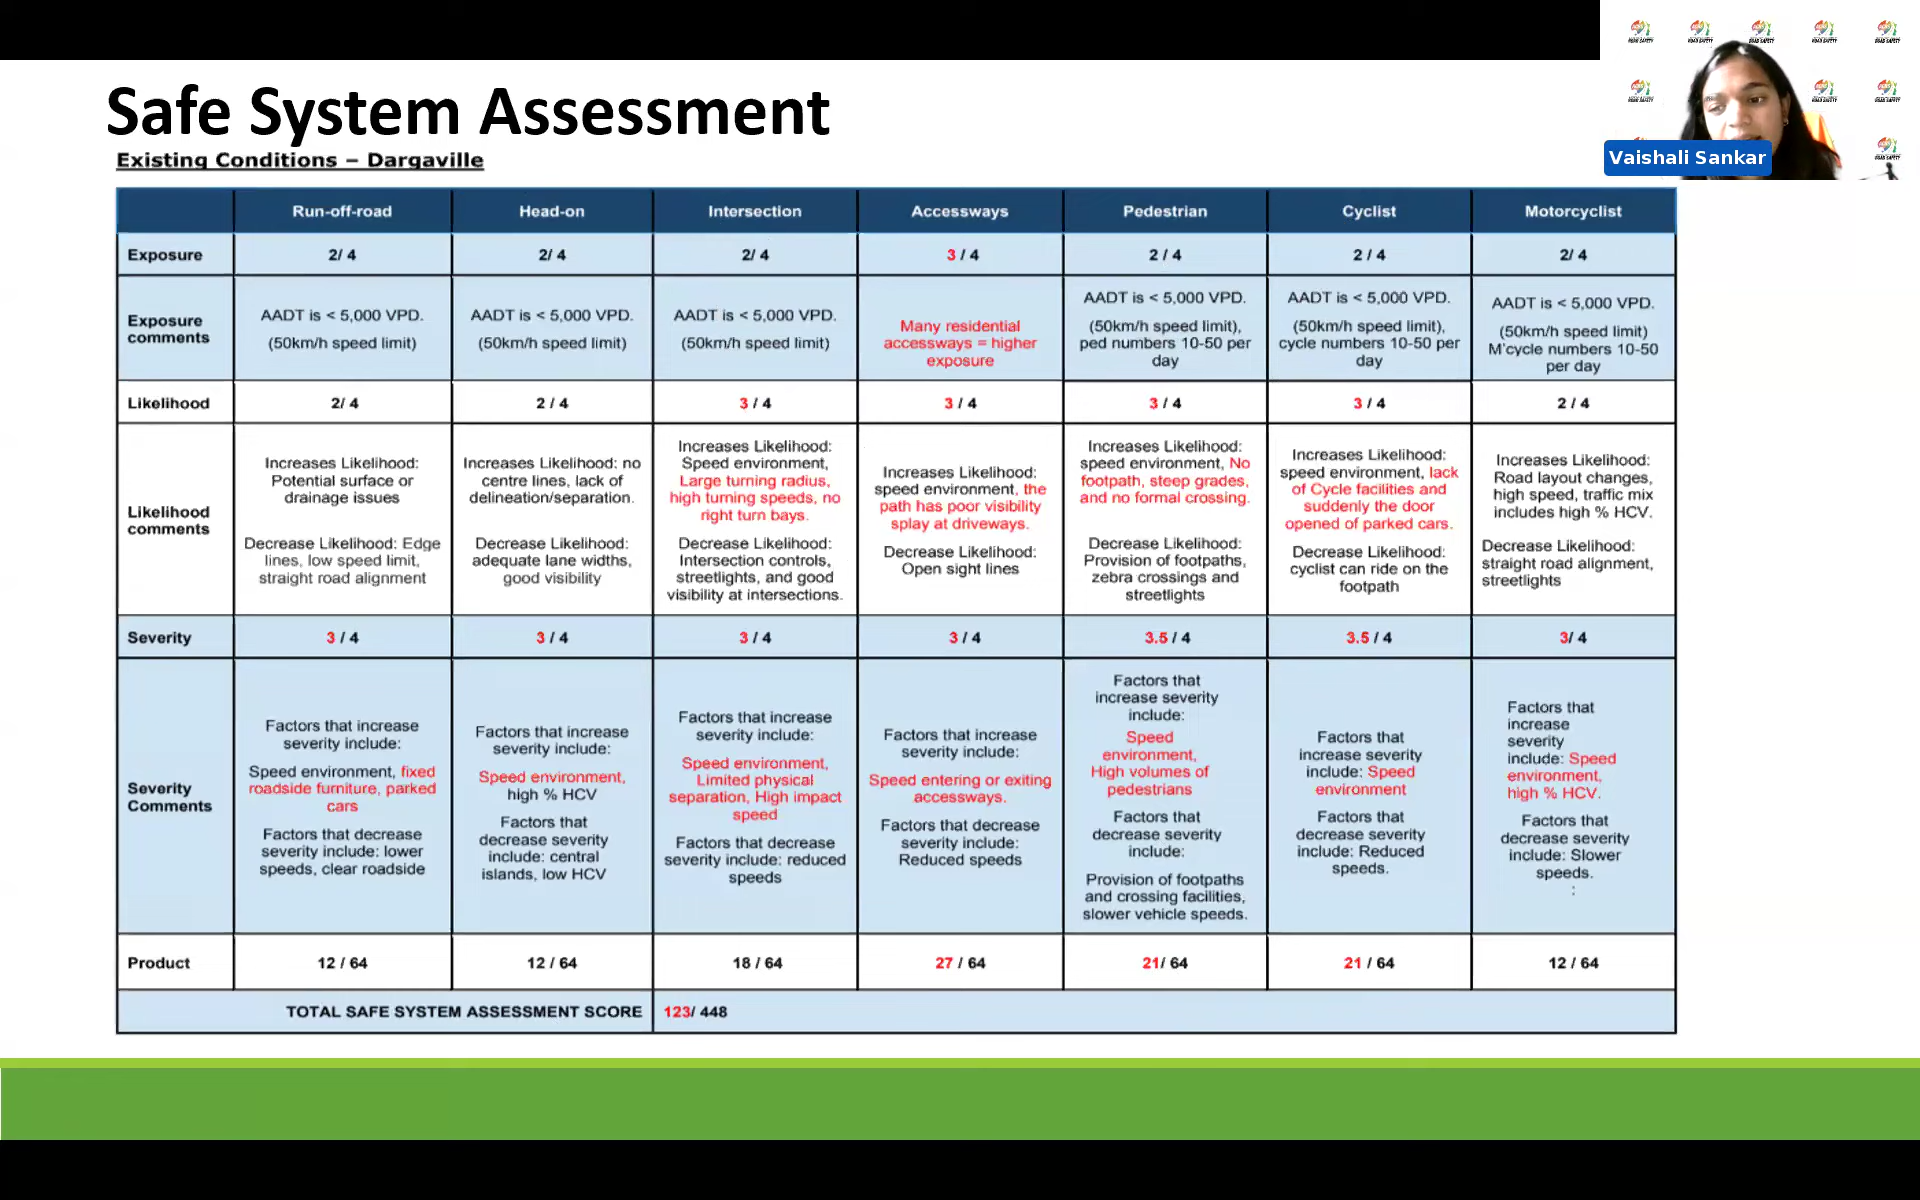 Safe System Assessment
Existing Conditions – Dargaville
Vaishali Sankar
Run-off-road
Head-on
Intersection
Accessways
Pedestrian
Cyclist
Motorcyclist
Exposure
2/ 4
2/ 4
2/ 4
3 / 4
2 / 4
2 / 4
2/ 4
Exposure
comments
AADT is < 5,000 VPD.
(50km/h speed limit)
AADT is < 5,000 VPD.
(50km/h speed limit)
AADT is < 5,000 VPD.
(50km/h speed limit)
Many residential
accessways = higher
exposure
AADT is < 5,000 VPD.
(50km/h speed limit),
ped numbers 10-50 per
day
AADT is < 5,000 VPD.
(50km/h speed limit),
cycle numbers 10-50 per
day
AADT is < 5,000 VPD.
(50km/h speed limit)
M'cycle numbers 10-50
per day
Likelihood
2/ 4
2 / 4
3 / 4
3 / 4
3 / 4
3 / 4
2 / 4
Likelihood
comments
Increases Likelihood:
Potential surface or
drainage issues
Decrease Likelihood: Edge
lines, low speed limit,
straight road alignment
Increases Likelihood: no
centre lines, lack of
delineation/separation.
Decrease Likelihood:
adequate lane widths,
good visibility
Increases Likelihood:
Speed environment,
Large turning radius,
high turning speeds, no
right turn bays.
Decrease Likelihood:
Intersection controls,
streetlights, and good
visibility at intersections.
Increases Likelihood:
speed environment, the
path has poor visibility
splay at driveways.
Decrease Likelihood:
Open sight lines
Increases Likelihood:
speed environment, No
footpath, steep grades,
and no formal crossing.
Decrease Likelihood:
Provision of footpaths,
zebra crossings and
streetlights
Increases Likelihood:
speed environment, lack
of Cycle facilities and
suddenly the door
opened of parked cars.
Decrease Likelihood:
cyclist can ride on the
footpath
Increases Likelihood:
Road layout changes,
high speed, traffic mix
includes high % HCV.
Decrease Likelihood:
straight road alignment,
streetlights
Severity
3 / 4
3 / 4
3 / 4
3 / 4
3.5 / 4
3.5 / 4
3/ 4
Severity
Comments
Factors that increase
severity include:
Speed environment, fixed
roadside furniture, parked
cars
Factors that decrease
severity include: lower
speeds, clear roadside
Factors that increase
severity include:
Speed environment,
high % HCV
Factors that
decrease severity
include: central
islands, low HCV
Factors that increase
severity include:
Speed environment,
Limited physical
separation, High impact
speed
Factors that decrease
severity include: reduced
speeds
Factors that increase
severity include:
Speed entering or exiting
accessways.
Factors that decrease
severity include:
Reduced speeds
Factors that
increase severity
include:
Speed
environment,
High volumes of
pedestrians
Factors that
decrease severity
include:
Provision of footpaths
and crossing facilities,
slower vehicle speeds.
Factors that
increase severity
include: Speed
environment
Factors that
decrease severity
include: Reduced
speeds.
Factors that
increase
severity
include: Speed
environment,
high % HCV.
Factors that
decrease severity
include: Slower
speeds.
:
Product
12 / 64
12 / 64
18 / 64
27 / 64
21/ 64
21 / 64
12 / 64
TOTAL SAFE SYSTEM ASSESSMENT SCORE
123/ 448